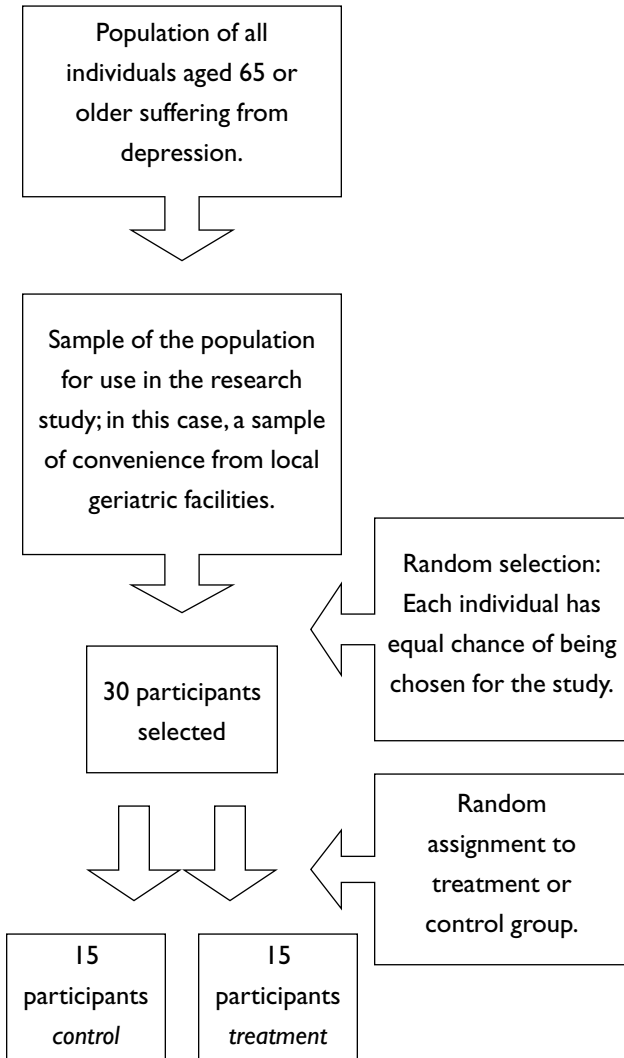 Population of all
individuals aged 65 or
older suffering from
depression.
Sample of the population
for use in the research
study; in this case, a sample
of convenience from local
geriatric facilities.
Random selection:
Each individual has
equal chance of being
chosen for the study.
30 participants
selected
Random
assignment to
treatment or
control group.
15
participants
control
15
participants
treatment